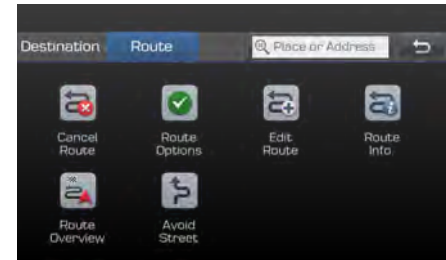 Destination
Route
Place or Address
Cancel
Route
Route
Options
Edit
Route
Route
Info
Route
Overview
Avoid
Street